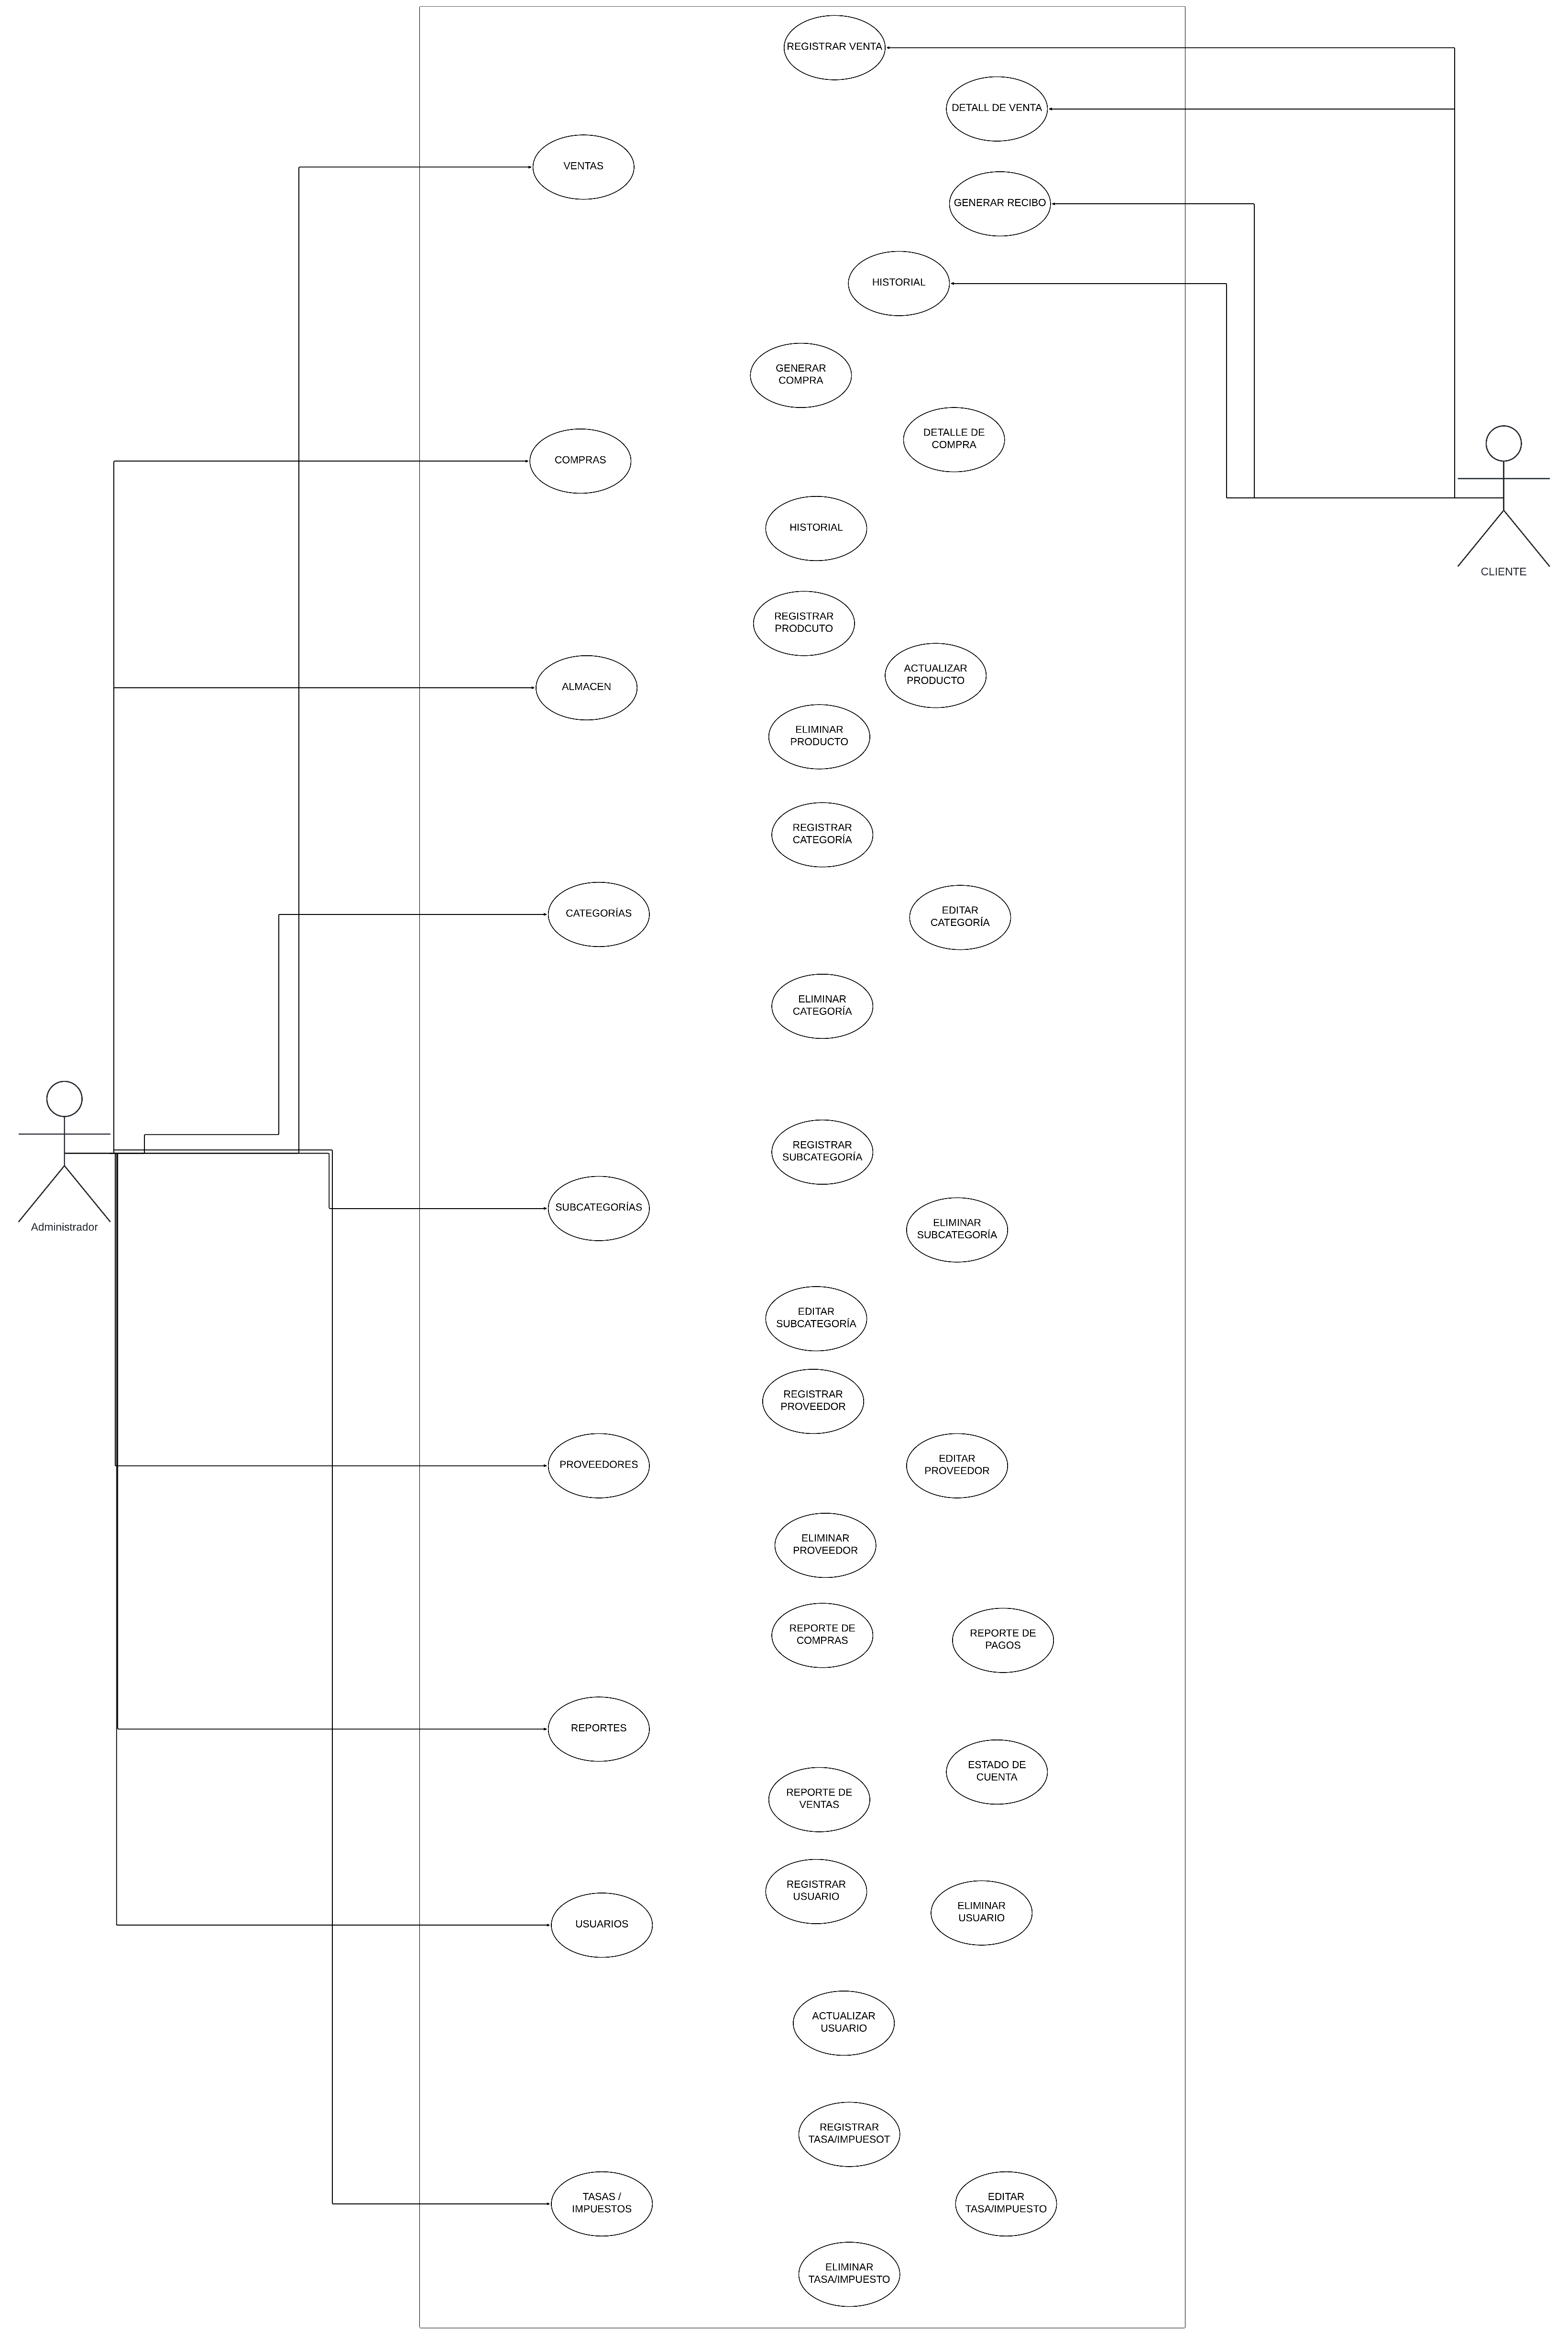 REGISTRAR VENTA
DETALL DE VENTA
VENTAS
GENERAR RECIBO
HISTORIAL
GENERAR
COMPRA
DETALLE DE
COMPRA
COMPRAS
HISTORIAL
CLIENTE
REGISTRAR
PRODCUTO
ACTUALIZAR
PRODUCTO
ALMACEN
ELIMINAR
PRODUCTO
REGISTRAR
CATEGORÍA
CATEGORÍAS
EDITAR
CATEGORÍA
ELIMINAR
CATEGORÍA
REGISTRAR
SUBCATEGORÍA
SUBCATEGORÍAS
Administrador
ELIMINAR
SUBCATEGORÍA
EDITAR
SUBCATEGORÍA
REGISTRAR
PROVEEDOR
PROVEEDORES
EDITAR
PROVEEDOR
ELIMINAR
PROVEEDOR
REPORTE DE
COMPRAS
REPORTE DE
PAGOS
REPORTES
ESTADO DE
CUENTA
REPORTE DE
VENTAS
REGISTRAR
USUARIO
ELIMINAR
USUARIO
USUARIOS
ACTUALIZAR
USUARIO
REGISTRAR
TASA/IMPUESOT
TASAS /
IMPUESTOS
EDITAR
TASA/IMPUESTO
ELIMINAR
TASA/IMPUESTO